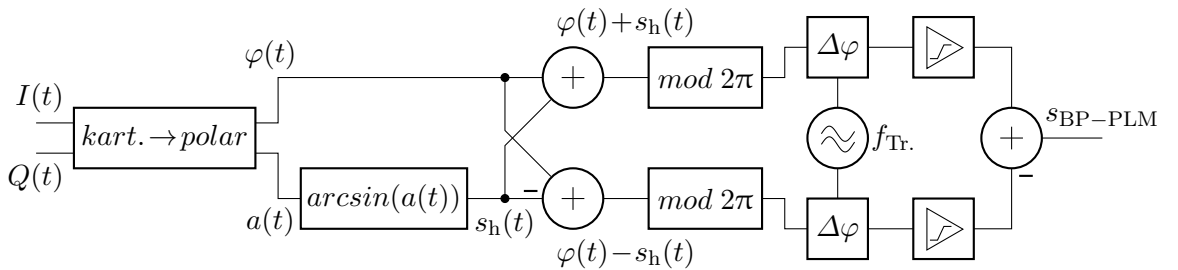 φ(t)+s_h(t)
φ(t)
Δφ
I(t)
+
mod 2π
kart.→polar
s_BP−PLM
+
f_Tr.
Q(t)
−
arcsin(a(t))
−
+
mod 2π
a(t)
s_h(t)
Δφ
φ(t)−s_h(t)